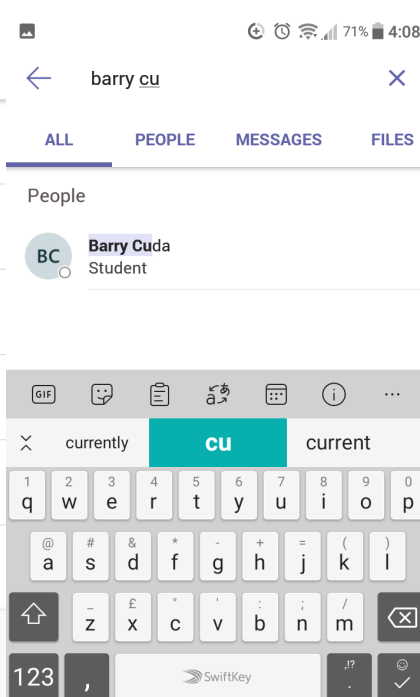 71% 4:08
barry cu
ALL PEOPLE MESSAGES FILES
People
BC
Barry Cuda
Student
GIF
currently cu current
1 2 3 4 5 6 7 8 9 0
q w e r t y u i o p
@ # & * - + = ( )
a s d f g h j k l
_ £ " ' : ; /
z x c v b n m
123 , SwiftKey ,!? .